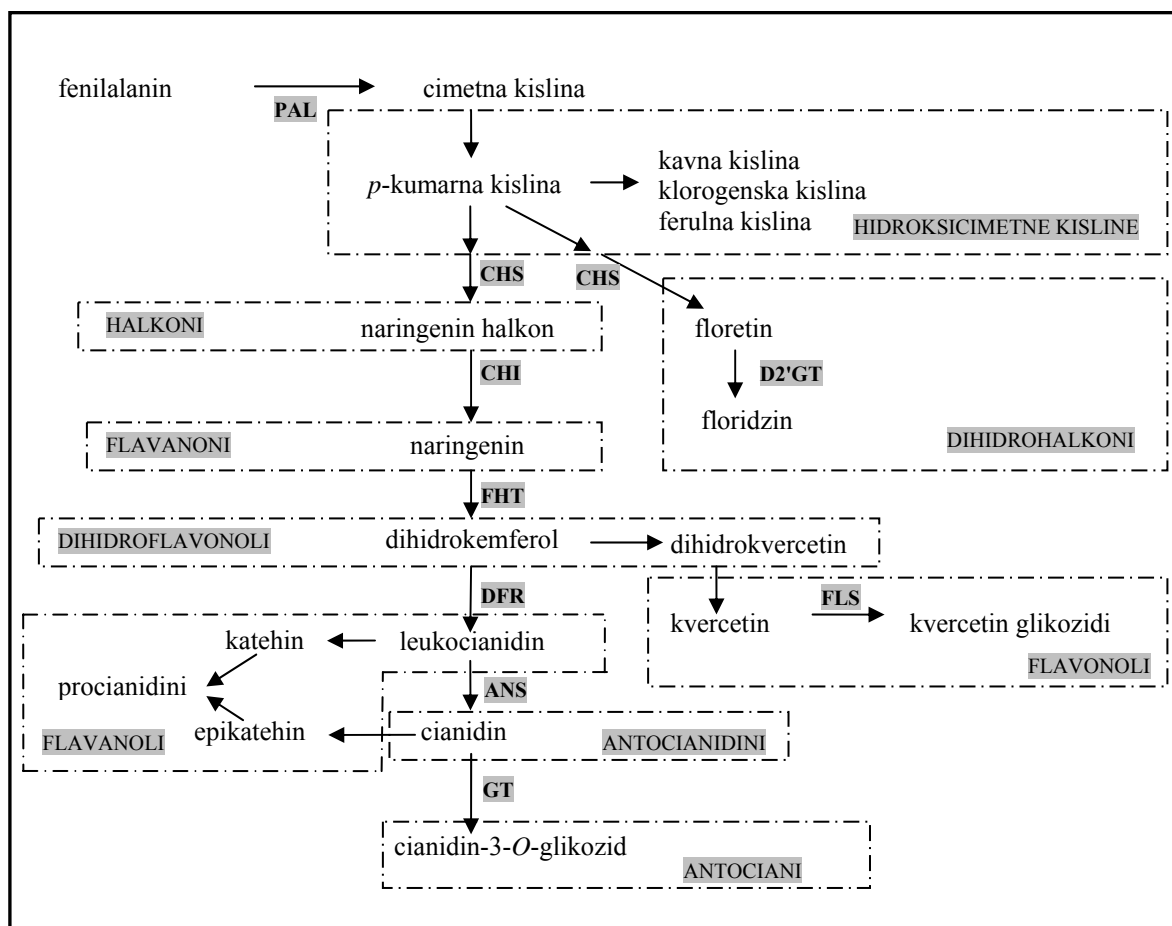 fenilalanin
cimetna kislina
PAL
p-kumarna kislina
kavna kislina
klorogenska kislina
ferulna kislina
HIDROKSICIMETNE KISLINE
CHS
CHS
HALKONI
naringenin halkon
floretin
CHI
D2'GT
floridzin
DIHIDROHALKONI
FLAVANONI
naringenin
FHT
DIHIDROFLAVONOLI
dihidrokemferol
dihidrokvercetin
DFR
FLS
katehin
leukocianidin
kvercetin
kvercetin glikozidi
FLAVONOLI
procianidini
ANS
FLAVANOLI
epikatehin
cianidin
ANTOCIANIDINI
GT
cianidin-3-O-glikozid
ANTOCIANI